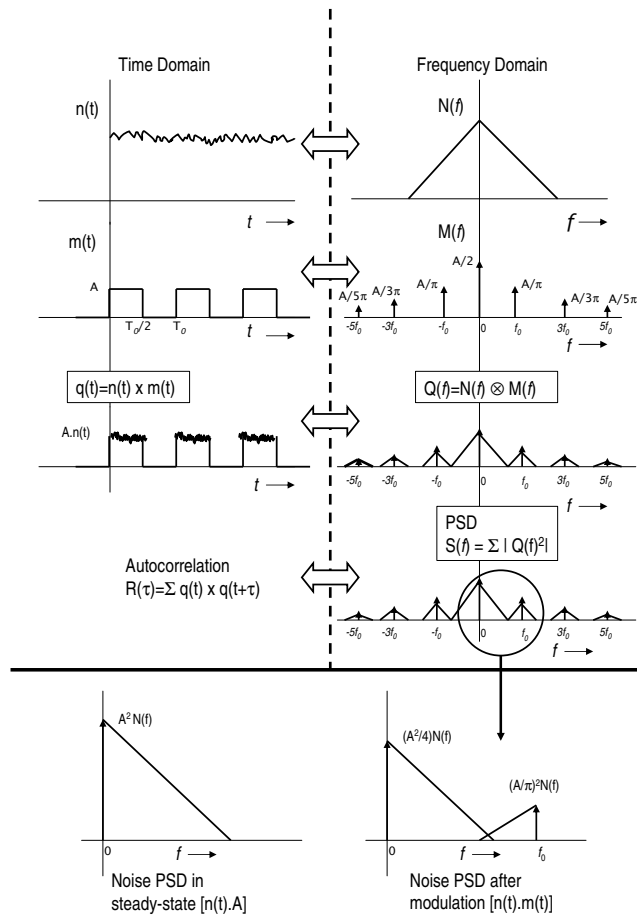 Time Domain
Frequency Domain
n(t)
N(f)
t
f
m(t)
M(f)
A
T₀/2
T₀
t
A/5π
A/3π
A/π
A/2
A/π
A/3π
A/5π
-5f₀
-3f₀
-f₀
0
f₀
3f₀
5f₀
f
q(t)=n(t) x m(t)
Q(f)=N(f) ⊗ M(f)
A.n(t)
t
-5f₀
-3f₀
-f₀
0
f₀
3f₀
5f₀
f
PSD
S(f) = Σ | Q(f)²|
Autocorrelation
R(τ)=Σ q(t) x q(t+τ)
-5f₀
-3f₀
-f₀
0
f₀
3f₀
5f₀
f
A² N(f)
0
f
Noise PSD in
steady-state [n(t).A]
(A²/4)N(f)
(A/π)²N(f)
0
f
f₀
Noise PSD after
modulation [n(t).m(t)]